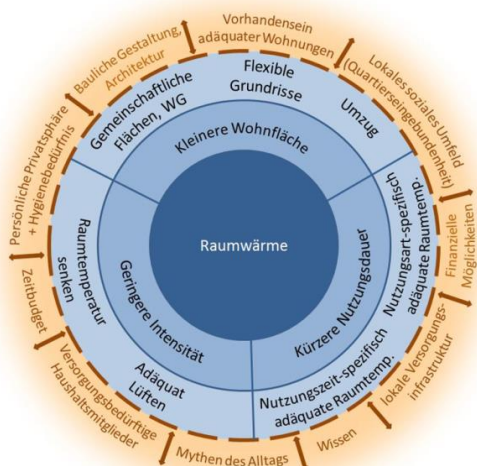 Raumwärme
Kleinere Wohnfläche
Kürzere Nutzungsdauer
Geringere Intensität
Gemeinschaftliche
Flächen, WG
Flexible
Grundrisse
Umzug
Nutzungsart-spezifisch
adäquate Raumtemp.
Nutzungszeit-spezifisch
adäquate Raumtemp.
Adäquat
Lüften
Raumtemperatur
senken
Bauliche Gestaltung,
Architektur
Vorhandensein
adäquater Wohnungen
Lokales soziales Umfeld
(Quartierseingebundenheit)
Finanzielle
Möglichkeiten
lokale Versorgungs-
infrastruktur
Wissen
Mythen des Alltags
Versorgungsbedürftige
Haushaltsmitglieder
Zeitbudget
Persönliche Privatsphäre
+ Hygienebedürfnis